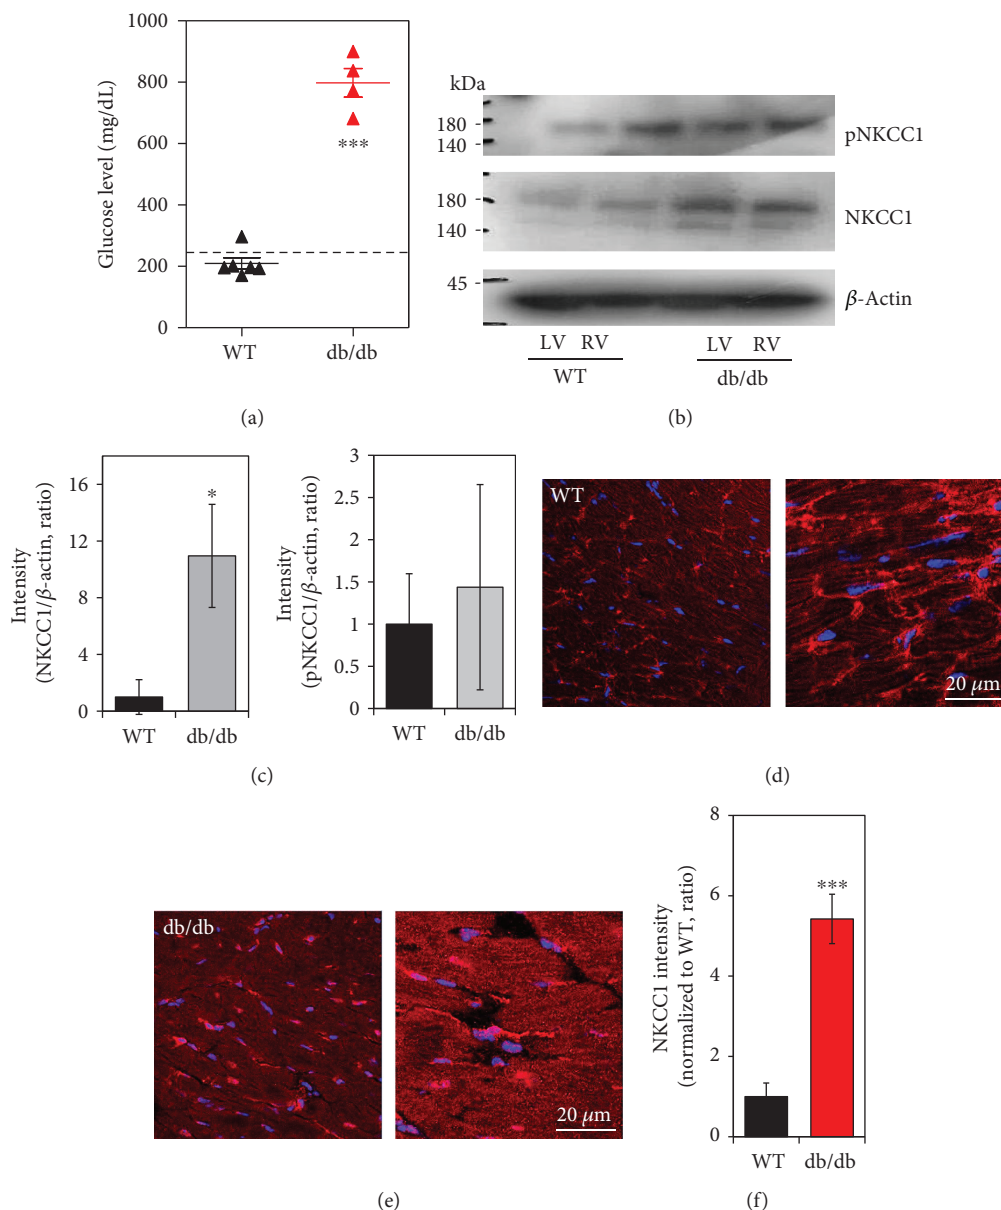 1000
800
600
400
200
0
Glucose level (mg/dL)
***
WT
db/db
(a)
kDa
180 -
140 -
pNKCC1
180 -
140 -
NKCC1
45 -
β-Actin
LV RV
LV RV
WT
db/db
(b)
16
12
8
4
0
Intensity
(NKCC1/β-actin, ratio)
*
WT
db/db
3
2.5
2
1.5
1
0.5
0
Intensity
(pNKCC1/β-actin, ratio)
WT
db/db
(c)
WT
20 μm
(d)
db/db
20 μm
(e)
8
6
4
2
0
NKCC1 intensity
(normalized to WT, ratio)
***
WT
db/db
(f)